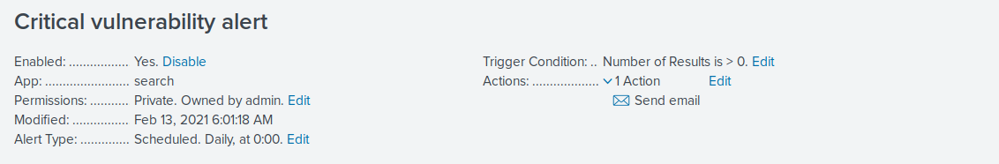 Critical vulnerability alert
Enabled: ................. Yes. Disable
App: ........................ search
Permissions: ........... Private. Owned by admin. Edit
Modified: ................ Feb 13, 2021 6:01:18 AM
Alert Type: .............. Scheduled. Daily, at 0:00. Edit
Trigger Condition: .. Number of Results is > 0. Edit
Actions: ................... 1 Action Edit
Send email